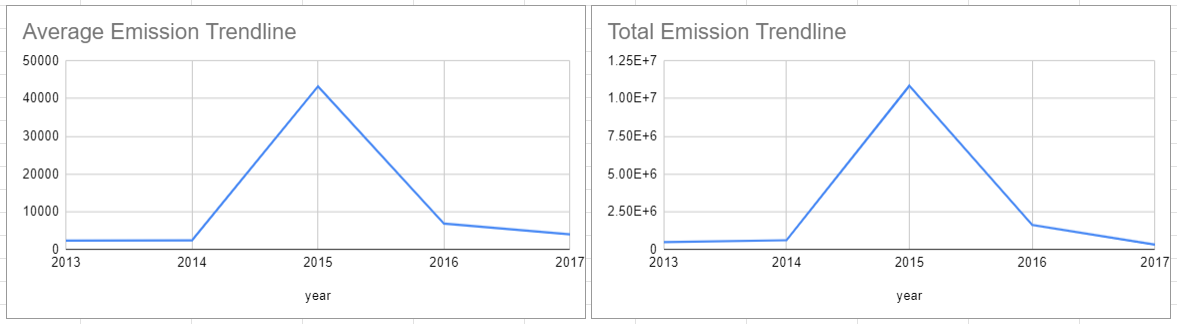 Average Emission Trendline
50000
40000
30000
20000
10000
0
2013 2014 2015 2016 2017
year
Total Emission Trendline
1.25E+7
1.00E+7
7.50E+6
5.00E+6
2.50E+6
0
2013 2014 2015 2016 2017
year